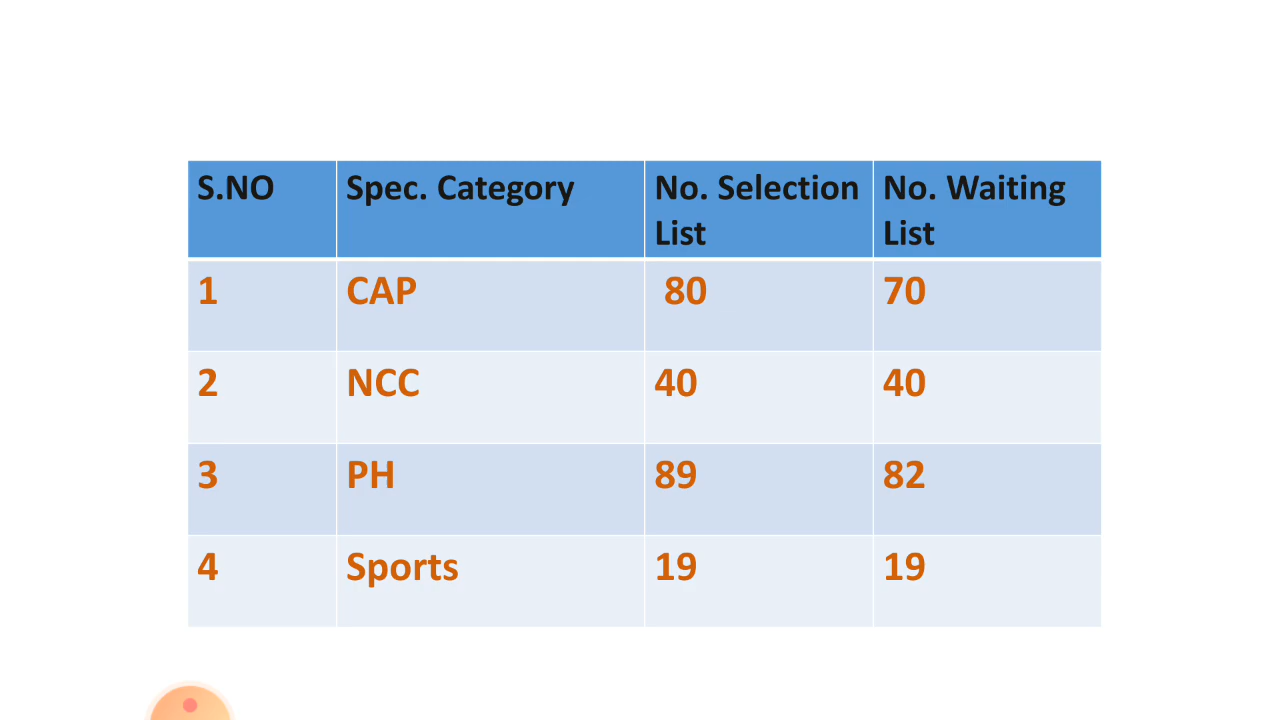 S.NO Spec. Category No. Selection List No. Waiting List
1 CAP 80 70
2 NCC 40 40
3 PH 89 82
4 Sports 19 19